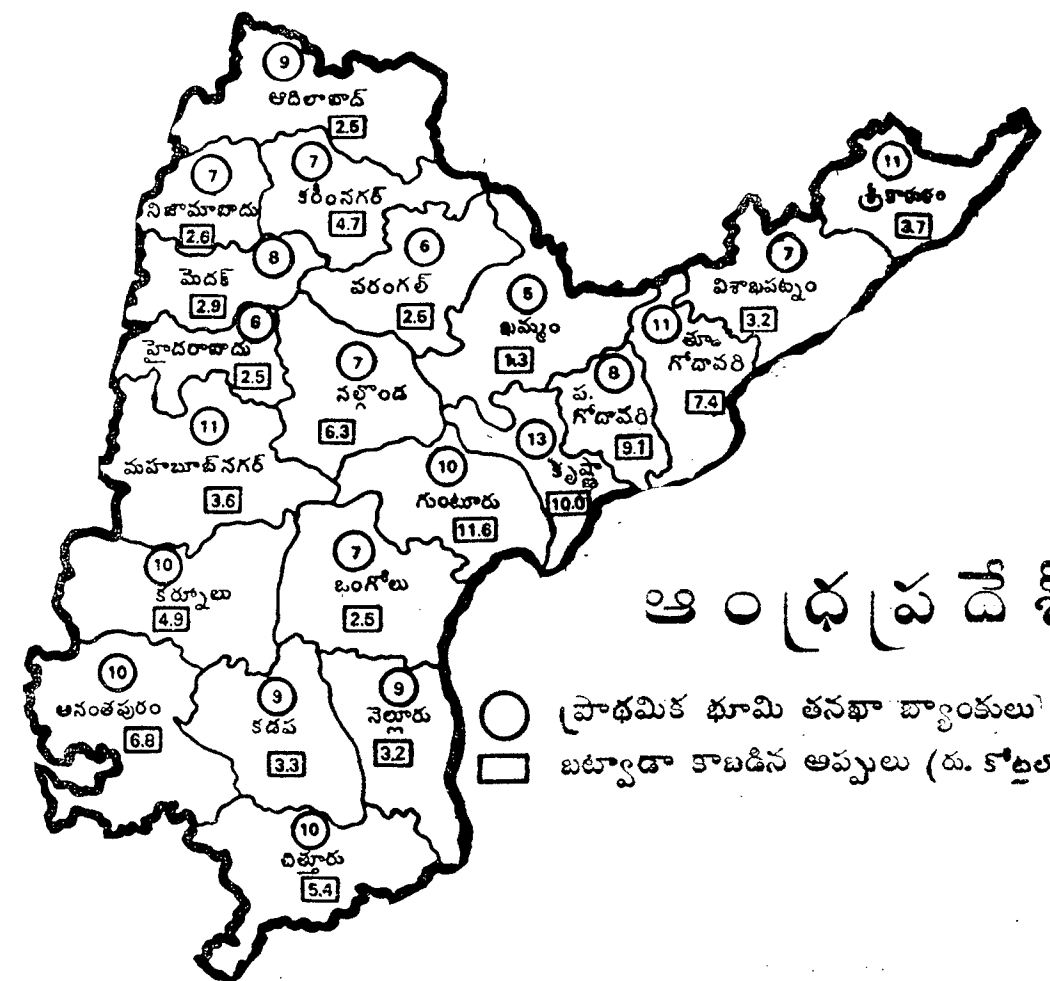 9
ఆదిలాబాద్
2.5
7
నిజామాబాదు
2.6
7
కరీంనగర్
4.7
8
మెదక్
2.9
6
వరంగల్
2.5
6
హైదరాబాదు
2.5
7
నల్గొండ
6.3
5
ఖమ్మం
11
శ్రీకాకుళం
7
విశాఖపట్నం
3.2
11
తూ.
గోదావరి
7.4
8
ప.
గోదావరి
9.1
13
కృష్ణా
10.0
11
మహబూబ్‌నగర్
3.6
10
గుంటూరు
11.6
10
కర్నూలు
4.9
7
ఒంగోలు
2.5
10
అనంతపురం
6.8
9
కడప
3.3
9
నెల్లూరు
3.2
10
చిత్తూరు
5.4
ఆంధ్రప్రదేశ్
ప్రాథమిక భూమి తనఖా బ్యాంకులు
బట్వాడా కాబడిన అప్పులు (రు. కోట్లలో